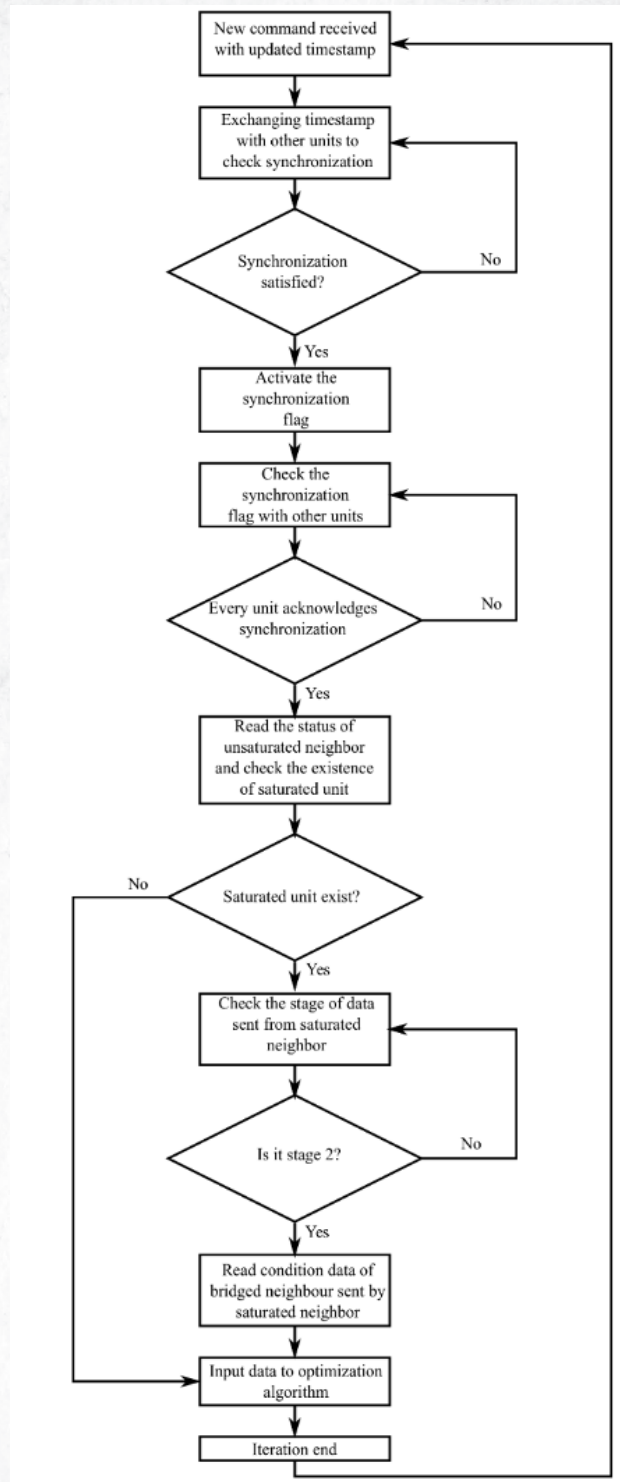 New command received
with updated timestamp
Exchanging timestamp
with other units to
check synchronization
Synchronization
satisfied?
No
Yes
Activate the
synchronization
flag
Check the
synchronization
flag with other units
Every unit acknowledges
synchronization
No
Yes
Read the status of
unsaturated neighbor
and check the existence
of saturated unit
No
Saturated unit exist?
Yes
Check the stage of data
sent from saturated
neighbor
Is it stage 2?
No
Yes
Read condition data of
bridged neighbour sent by
saturated neighbor
Input data to optimization
algorithm
Iteration end